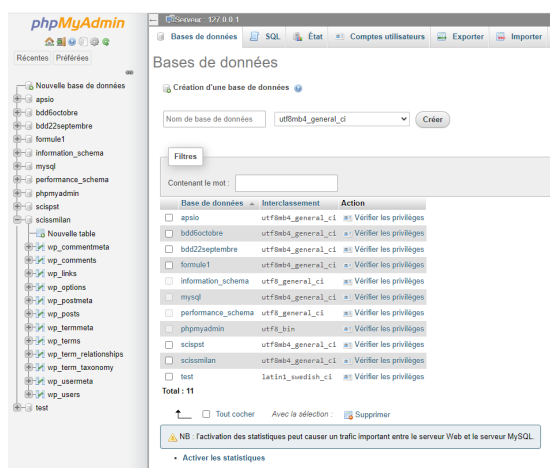 phpMyAdmin
Récentes Préférées
Nouvelle base de données
apsio
bdd6octobre
bdd22septembre
formule1
information_schema
mysql
performance_schema
phpmyadmin
scispst
scissmilan
Nouvelle table
wp_commentmeta
wp_comments
wp_links
wp_options
wp_postmeta
wp_posts
wp_termmeta
wp_terms
wp_term_relationships
wp_term_taxonomy
wp_usermeta
wp_users
test
Serveur : 127.0.0.1
Bases de données SQL État Comptes utilisateurs Exporter Importer
Bases de données
Création d'une base de données
Nom de base de données utf8mb4_general_ci Créer
Filtres
Contenant le mot :
Base de données Interclassement Action
apsio utf8mb4_general_ci Vérifier les privilèges
bdd6octobre utf8mb4_general_ci Vérifier les privilèges
bdd22septembre utf8mb4_general_ci Vérifier les privilèges
formule1 utf8mb4_general_ci Vérifier les privilèges
information_schema utf8_general_ci Vérifier les privilèges
mysql utf8mb4_general_ci Vérifier les privilèges
performance_schema utf8_general_ci Vérifier les privilèges
phpmyadmin utf8_bin Vérifier les privilèges
scispst utf8mb4_general_ci Vérifier les privilèges
scissmilan utf8mb4_general_ci Vérifier les privilèges
test latin1_swedish_ci Vérifier les privilèges
Total : 11
Tout cocher Avec la sélection : Supprimer
NB : l'activation des statistiques peut causer un trafic important entre le serveur Web et le serveur MySQL.
Activer les statistiques